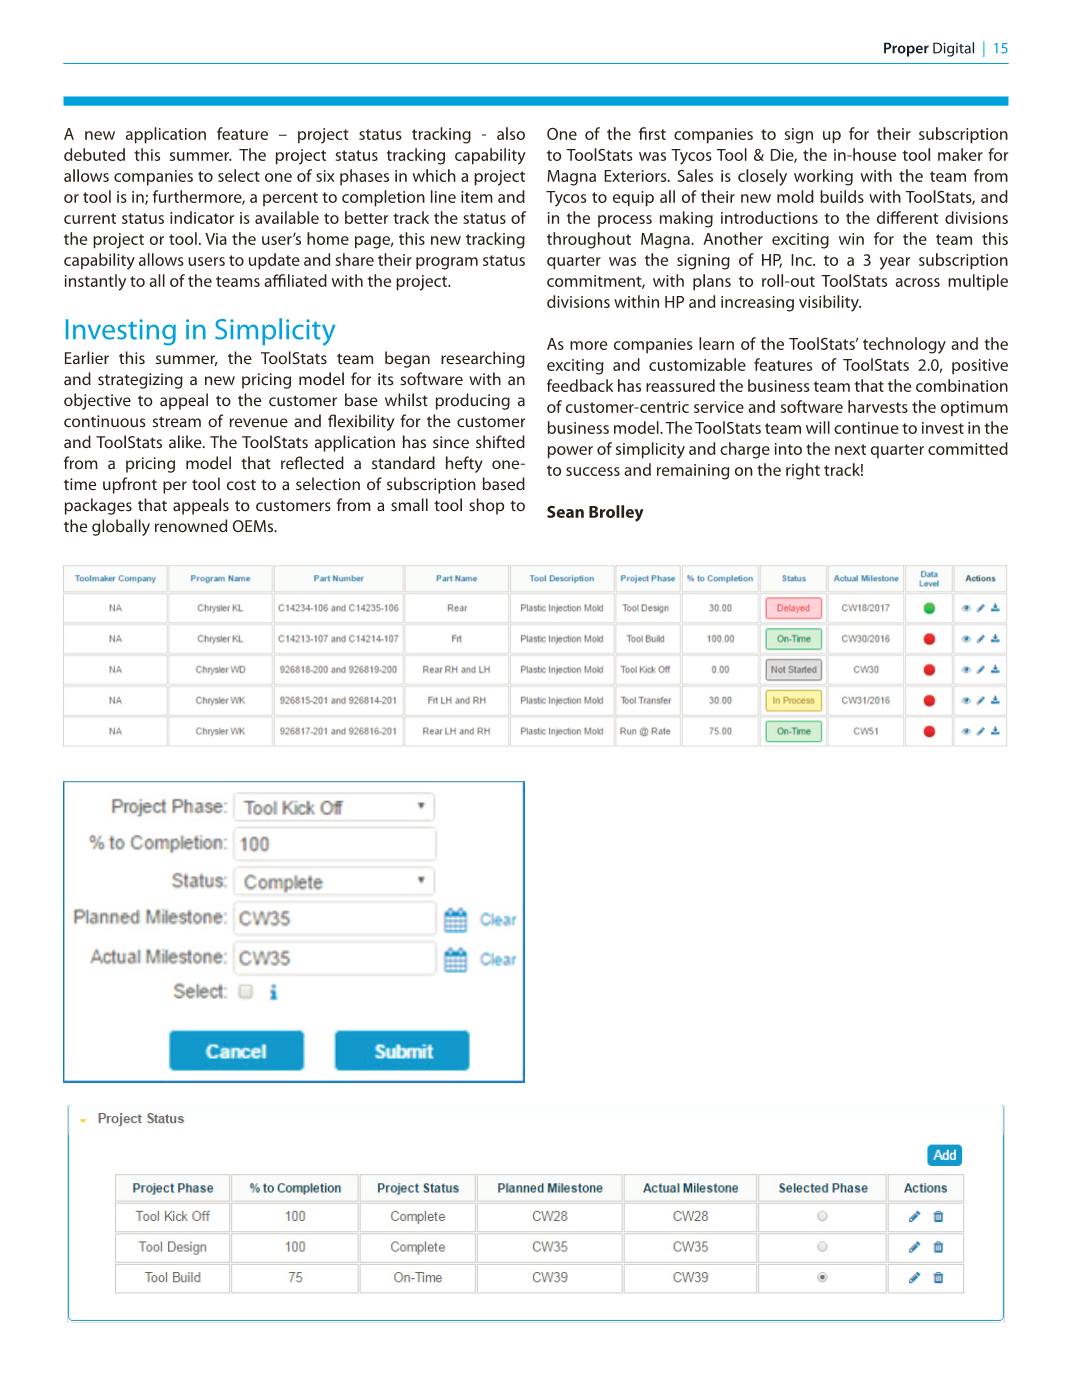 Proper Digital | 15
A new application feature – project status tracking - also
debuted this summer. The project status tracking capability
allows companies to select one of six phases in which a project
or tool is in; furthermore, a percent to completion line item and
current status indicator is available to better track the status of
the project or tool. Via the user’s home page, this new tracking
capability allows users to update and share their program status
instantly to all of the teams affiliated with the project.
Investing in Simplicity
Earlier this summer, the ToolStats team began researching
and strategizing a new pricing model for its software with an
objective to appeal to the customer base whilst producing a
continuous stream of revenue and flexibility for the customer
and ToolStats alike. The ToolStats application has since shifted
from a pricing model that reflected a standard hefty one-
time upfront per tool cost to a selection of subscription based
packages that appeals to customers from a small tool shop to
the globally renowned OEMs.
One of the first companies to sign up for their subscription
to ToolStats was Tycos Tool & Die, the in-house tool maker for
Magna Exteriors. Sales is closely working with the team from
Tycos to equip all of their new mold builds with ToolStats, and
in the process making introductions to the different divisions
throughout Magna. Another exciting win for the team this
quarter was the signing of HP, Inc. to a 3 year subscription
commitment, with plans to roll-out ToolStats across multiple
divisions within HP and increasing visibility.
As more companies learn of the ToolStats’ technology and the
exciting and customizable features of ToolStats 2.0, positive
feedback has reassured the business team that the combination
of customer-centric service and software harvests the optimum
business model. The ToolStats team will continue to invest in the
power of simplicity and charge into the next quarter committed
to success and remaining on the right track!
Sean Brolley
Toolmaker Company Program Name Part Number Part Name Tool Description Project Phase % to Completion Status Actual Milestone Data Level Actions
NA Chrysler KL C14234-106 and C14235-106 Rear Plastic Injection Mold Tool Design 30.00 Delayed CW18/2017
NA Chrysler KL C14213-107 and C14214-107 Frt Plastic Injection Mold Tool Build 100.00 On-Time CW30/2016
NA Chrysler WD 926818-200 and 926819-200 Rear RH and LH Plastic Injection Mold Tool Kick Off 0.00 Not Started CW30
NA Chrysler WK 926815-201 and 926814-201 Frt LH and RH Plastic Injection Mold Tool Transfer 30.00 In Process CW31/2016
NA Chrysler WK 926817-201 and 926816-201 Rear LH and RH Plastic Injection Mold Run @ Rate 75.00 On-Time CW51
Project Phase: Tool Kick Off
% to Completion: 100
Status: Complete
Planned Milestone: CW35 Clear
Actual Milestone: CW35 Clear
Select: i
Cancel Submit
Project Status
Add
Project Phase % to Completion Project Status Planned Milestone Actual Milestone Selected Phase Actions
Tool Kick Off 100 Complete CW28 CW28
Tool Design 100 Complete CW35 CW35
Tool Build 75 On-Time CW39 CW39